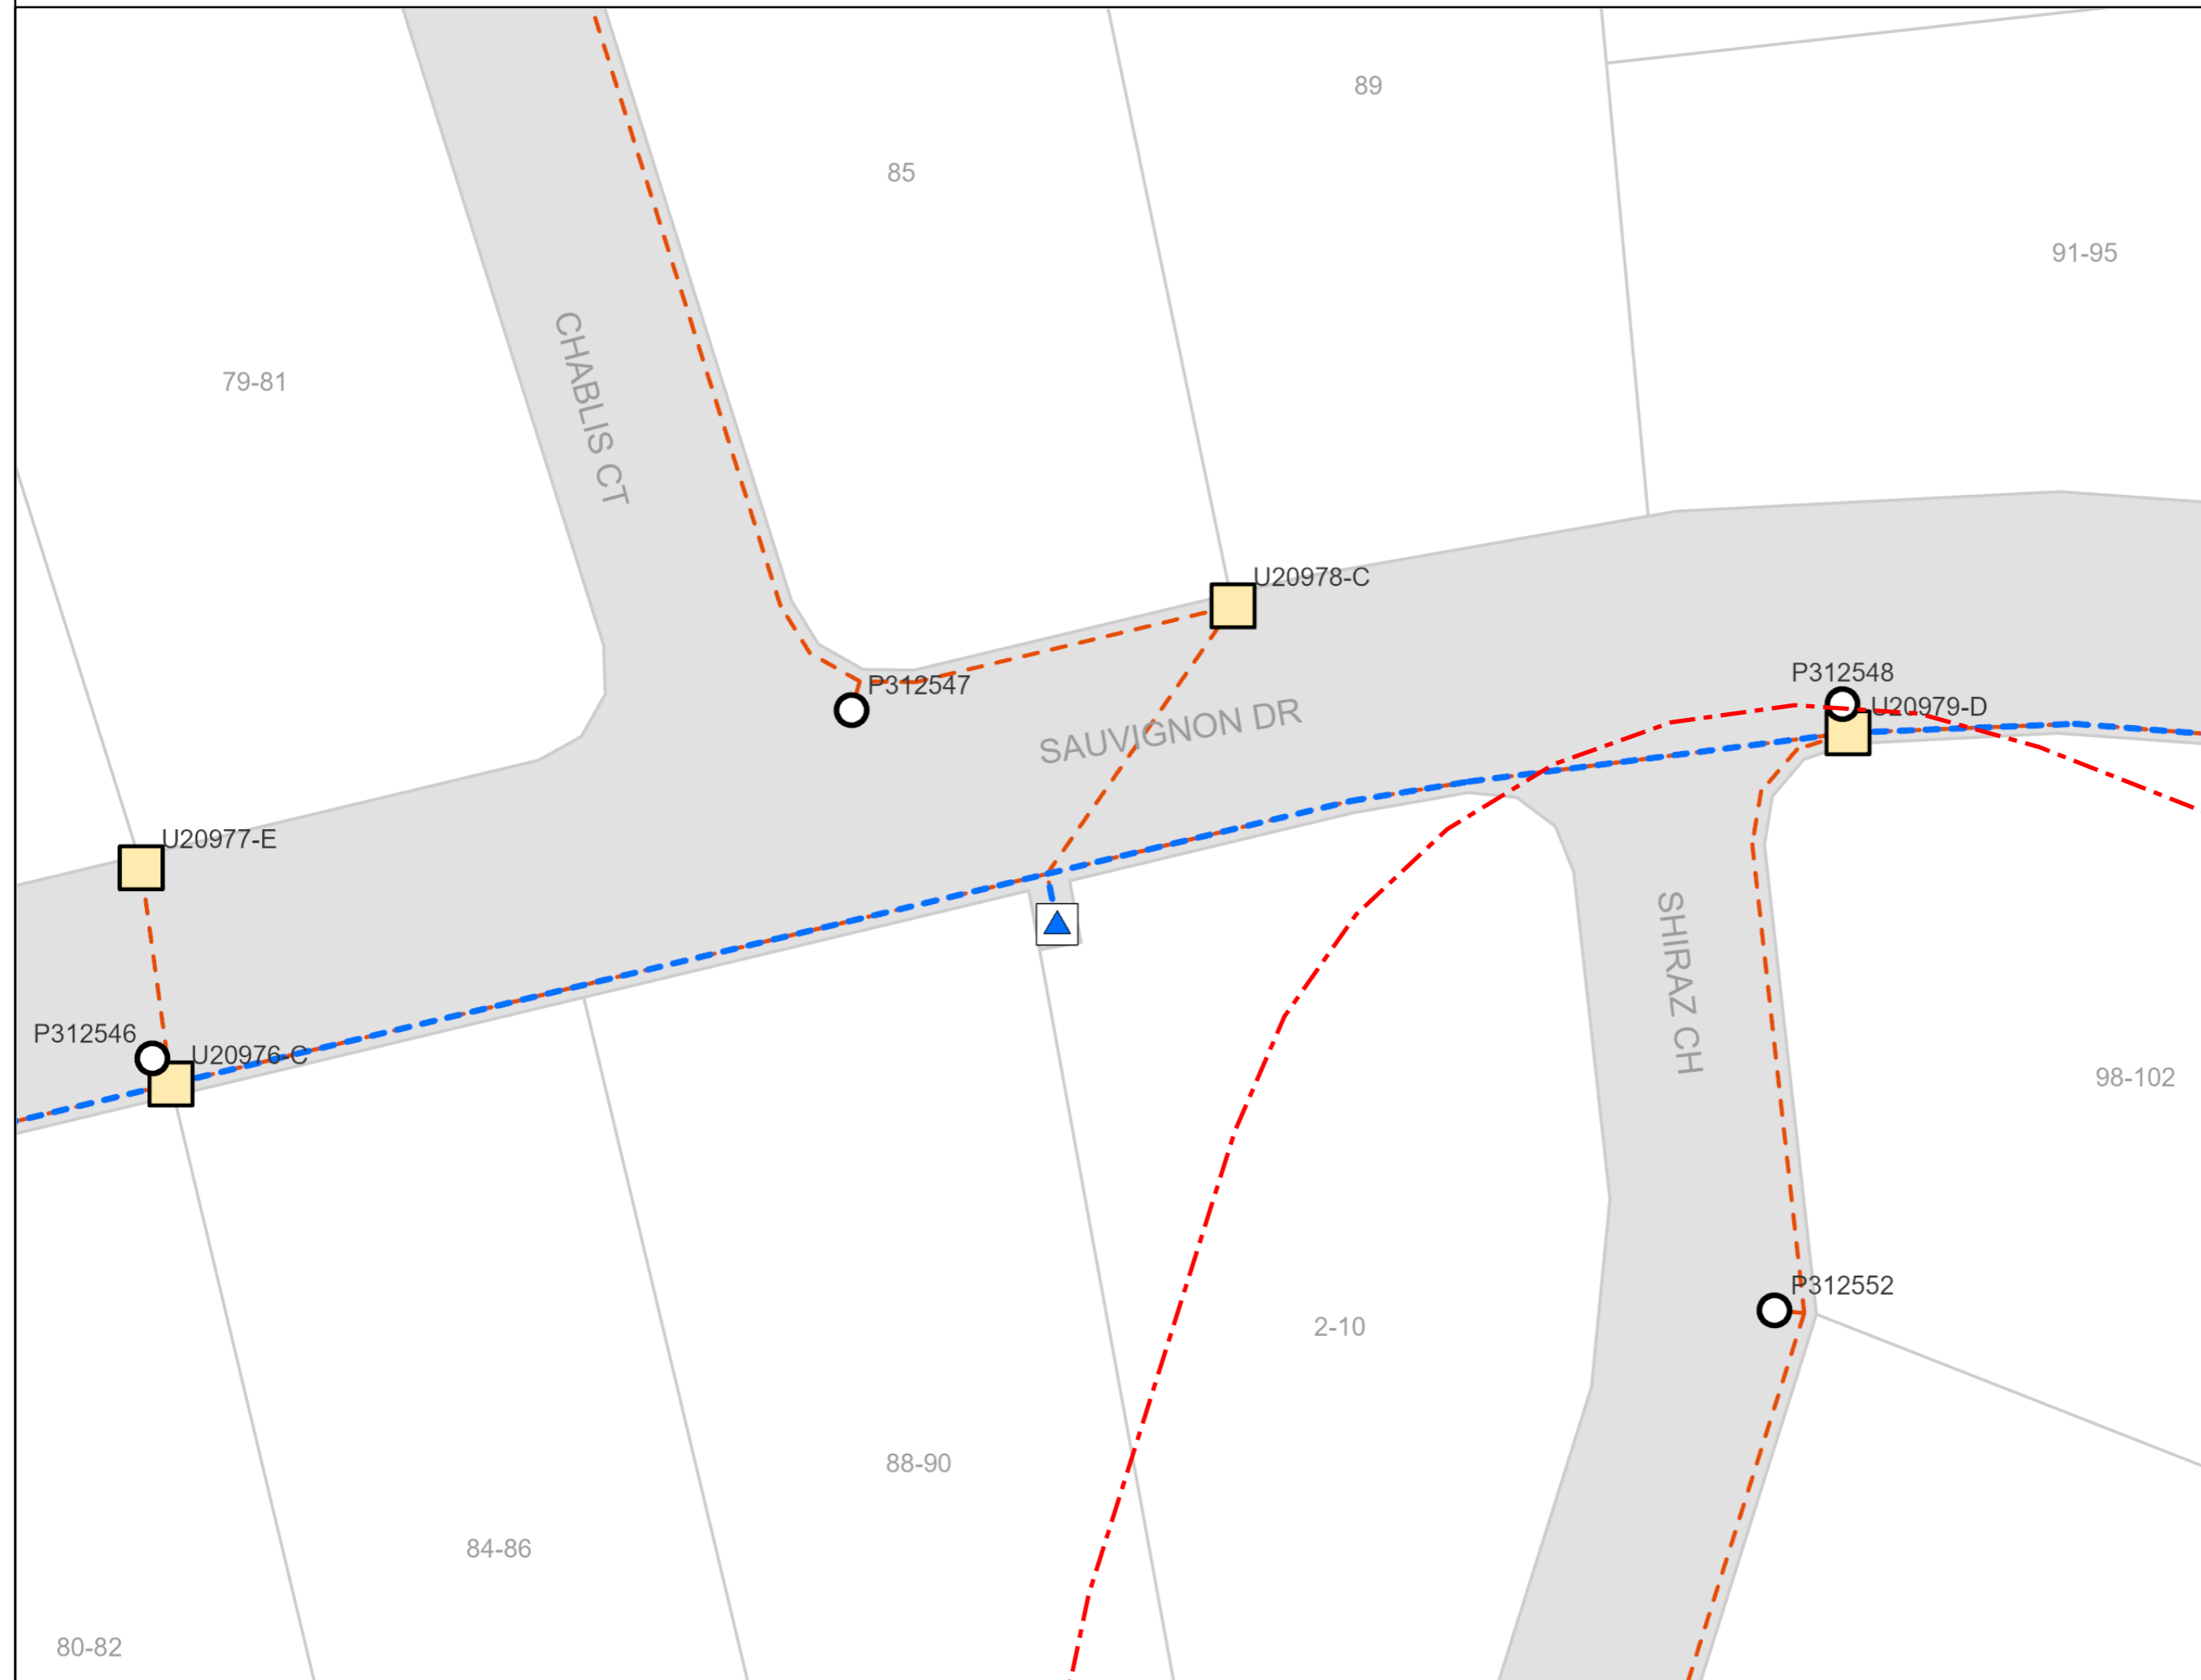 89
85
91-95
CHABLIS CT
79-81
U20978-C
P312548
P312547
U20979-D
SAUVIGNON DR
U20977-E
SHIRAZ CH
P312546
U20976-C
98-102
P312552
2-10
88-90
84-86
80-82